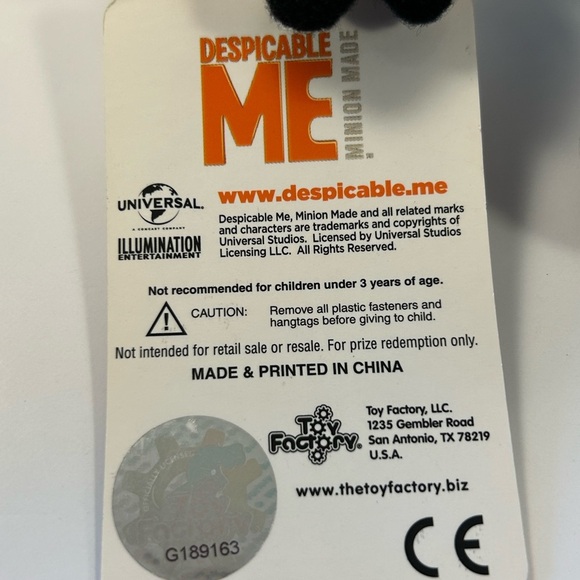 DESPICABLE
ME
MINION MADE
UNIVERSAL
A COMCAST COMPANY
ILLUMINATION
ENTERTAINMENT
www.despicable.me
Despicable Me, Minion Made and all related marks
and characters are trademarks and copyrights of
Universal Studios. Licensed by Universal Studios
Licensing LLC. All Rights Reserved.
Not recommended for children under 3 years of age.
CAUTION: Remove all plastic fasteners and
hangtags before giving to child.
Not intended for retail sale or resale. For prize redemption only.
MADE & PRINTED IN CHINA
Toy
Factory
Toy Factory, LLC.
1235 Gembler Road
San Antonio, TX 78219
U.S.A.
www.thetoyfactory.biz
G189163
CE